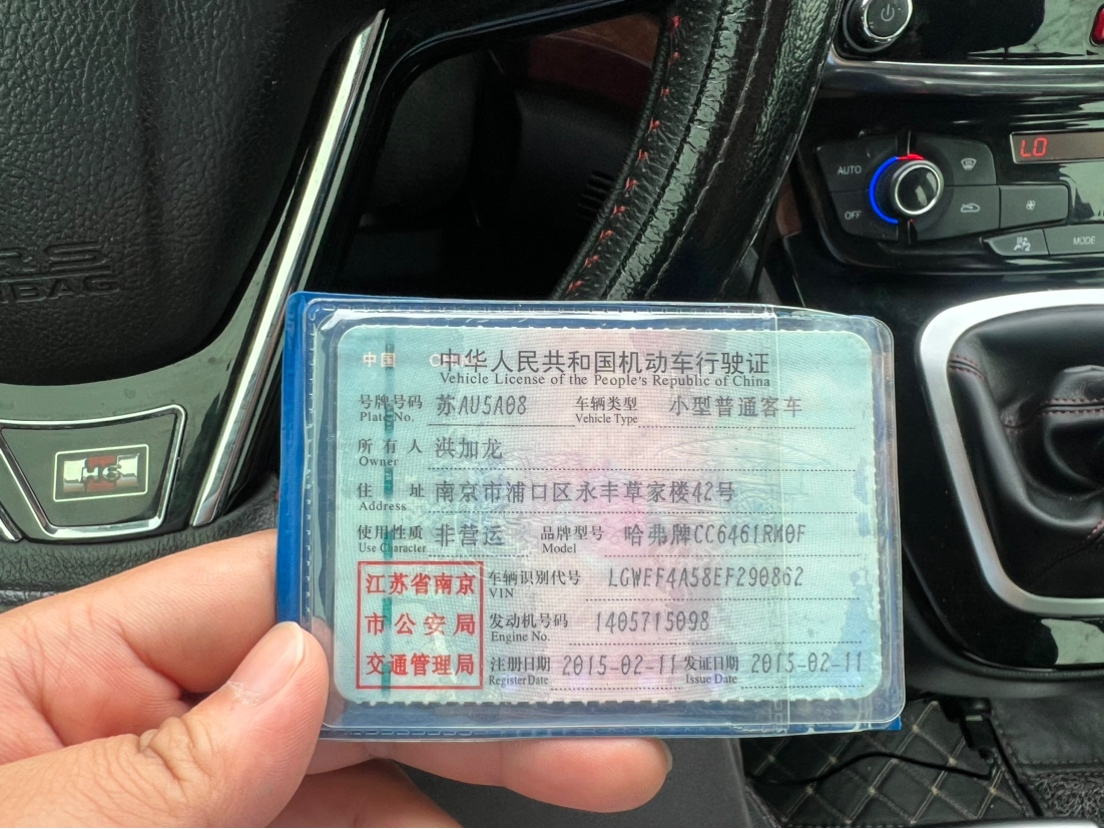 AUTO
LO
OFF
MODE
AIRBAG
H6
中国
中华人民共和国机动车行驶证
Vehicle License of the People's Republic of China
号牌号码 苏AU5A08 车辆类型 小型普通客车
Plate No. Vehicle Type
所有人 洪加龙
Owner
住址 南京市浦口区永丰草家楼42号
Address
使用性质 非营运 品牌型号 哈弗牌CC6461RM0F
Use Character Model
江苏省南京 车辆识别代号 LGWEF4A58EF290862
VIN
市公安局 发动机号码 1405715098
Engine No.
交通管理局 注册日期 2015-02-11 发证日期 2015-02-11
Register Date Issue Date